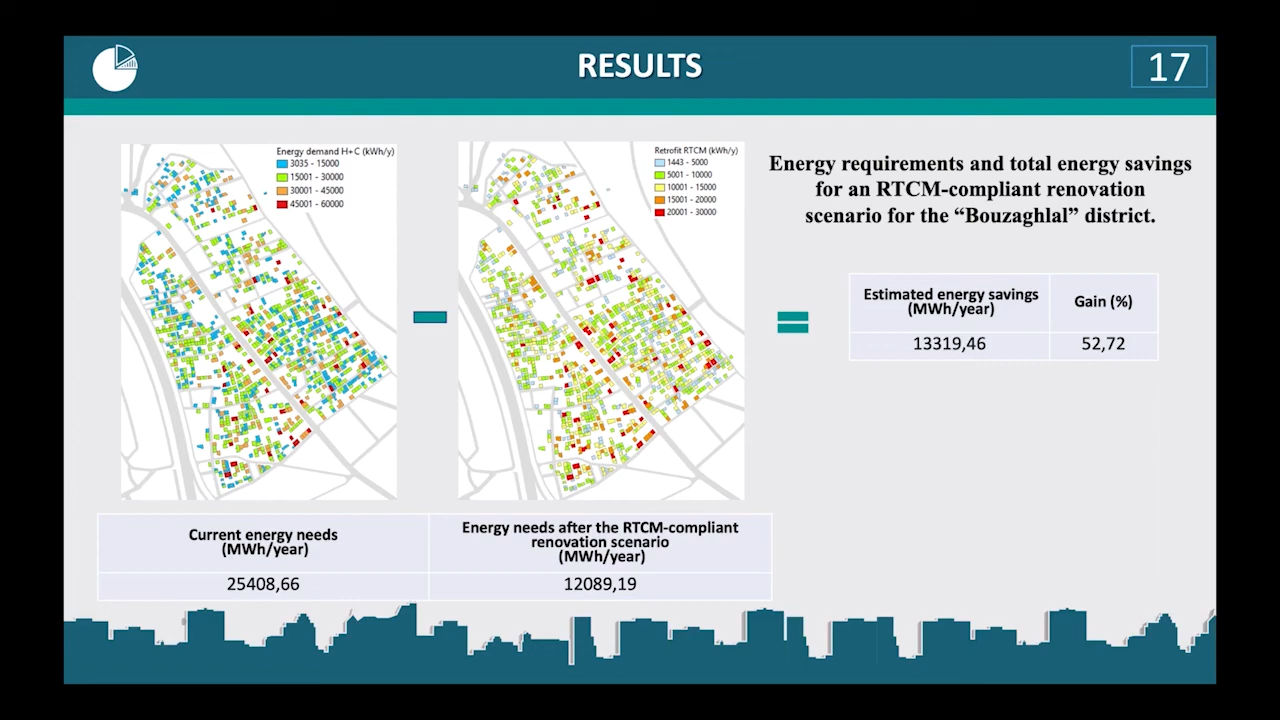 RESULTS
17
Energy demand H+C (kWh/y)
3035 - 15000
15001 - 30000
30001 - 45000
45001 - 60000
Retrofit RTCM (kWh/y)
1443 - 5000
5001 - 10000
10001 - 15000
15001 - 20000
20001 - 30000
Energy requirements and total energy savings
for an RTCM-compliant renovation
scenario for the “Bouzaghlal” district.
Estimated energy savings
(MWh/year)
Gain (%)
13319,46
52,72
Current energy needs
(MWh/year)
Energy needs after the RTCM-compliant
renovation scenario
(MWh/year)
25408,66
12089,19